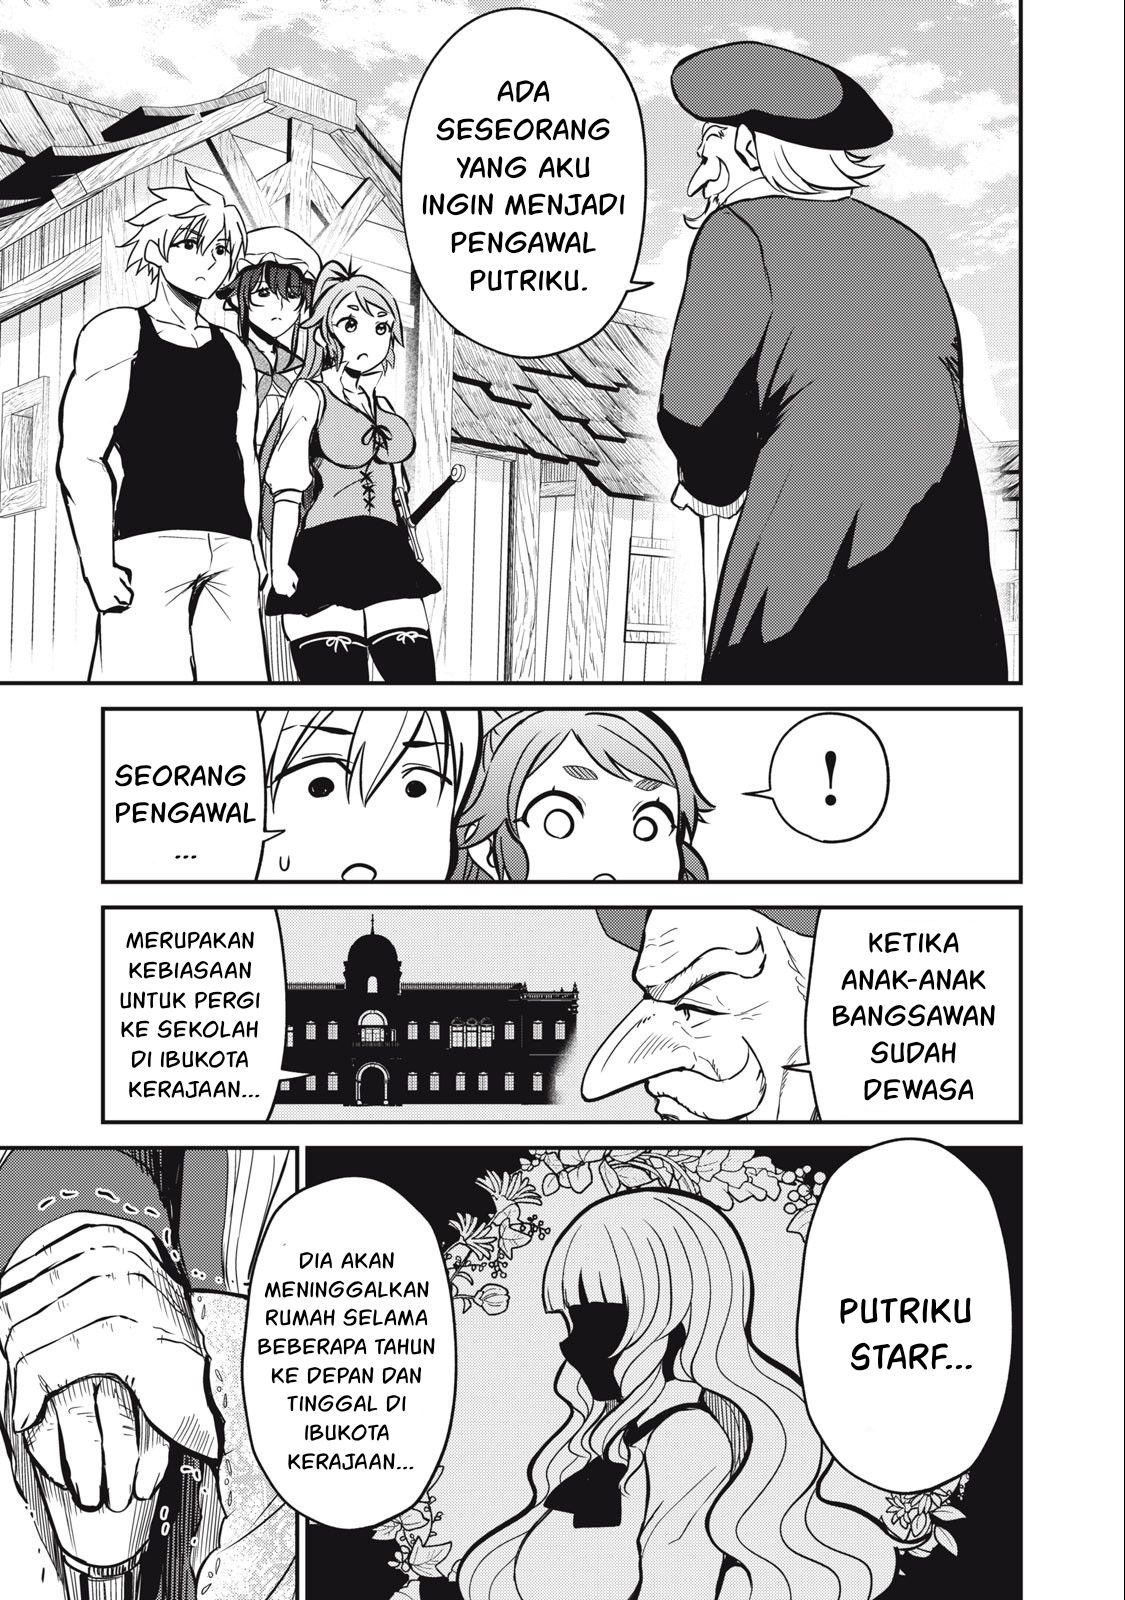 ADA
SESEORANG
YANG AKU
INGIN MENJADI
PENGAWAL
PUTRIKU.
!
SEORANG
PENGAWAL
...
KETIKA
ANAK-ANAK
BANGSAWAN
SUDAH
DEWASA
MERUPAKAN
KEBIASAAN
UNTUK PERGI
KE SEKOLAH
DI IBUKOTA
KERAJAAN...
PUTRIKU
STARF...
DIA AKAN
MENINGGALKAN
RUMAH SELAMA
BEBERAPA TAHUN
KE DEPAN DAN
TINGGAL DI
IBUKOTA
KERAJAAN...